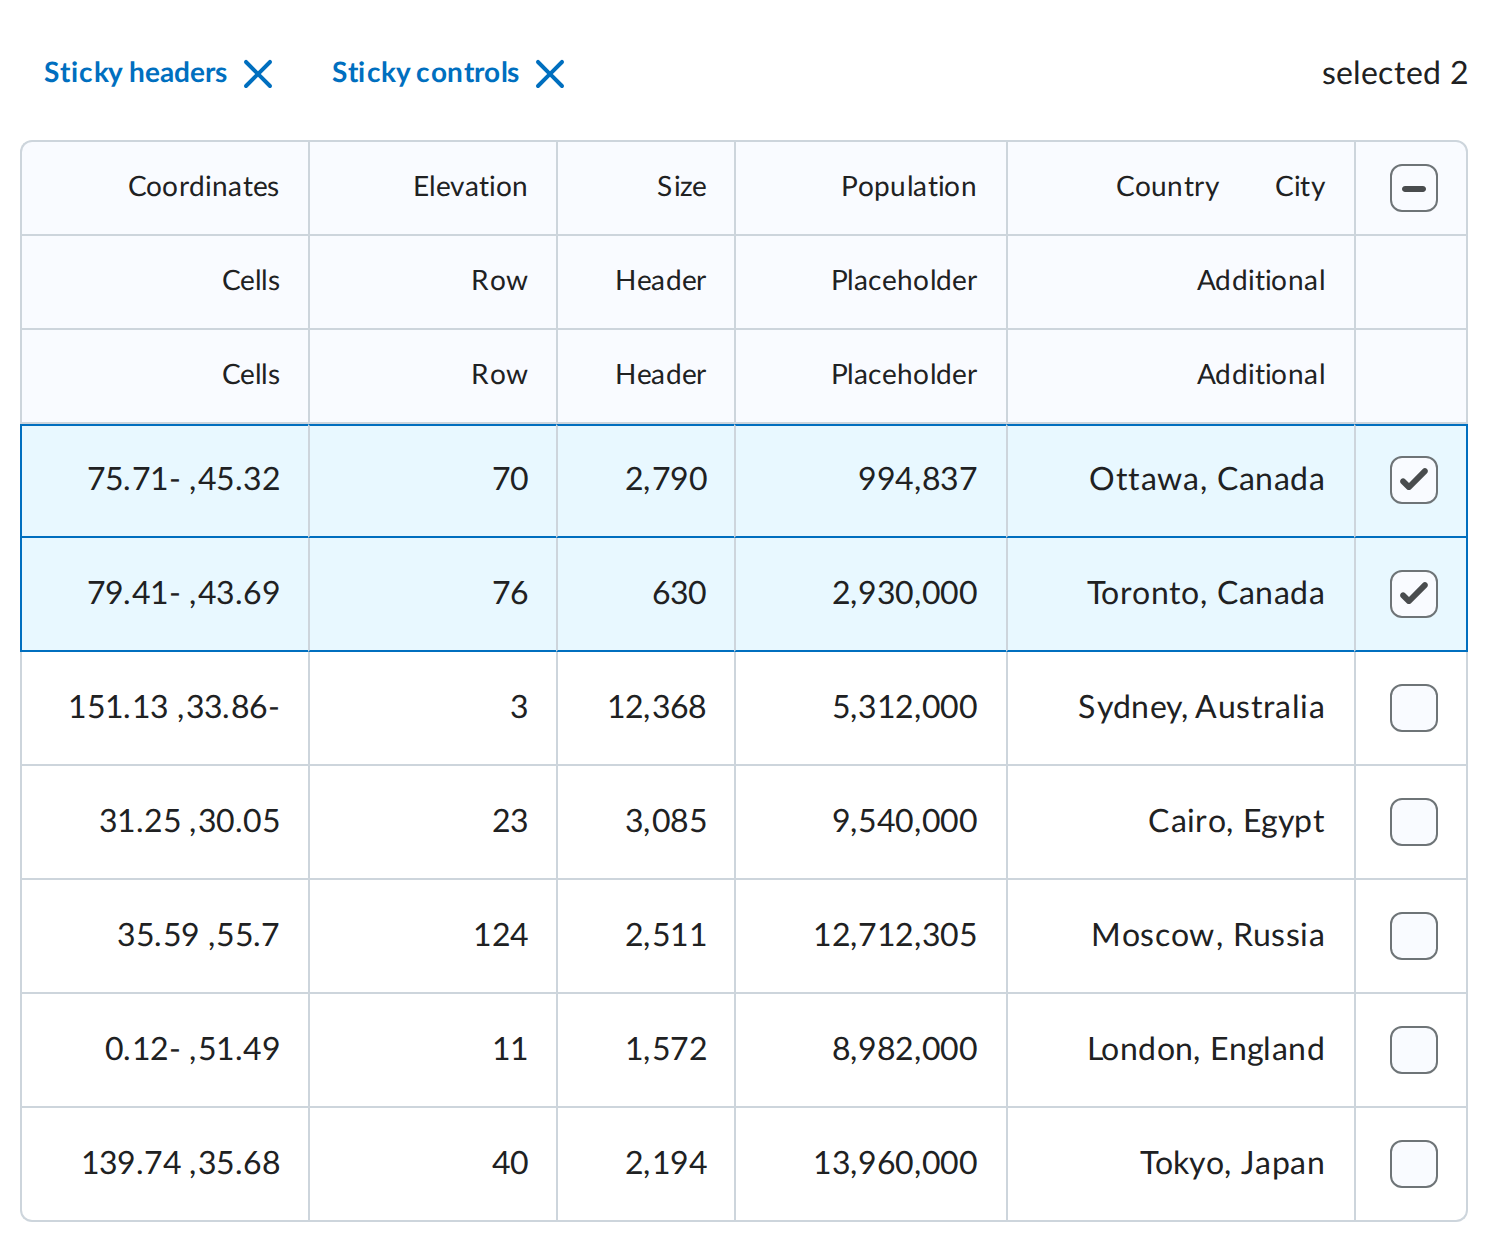 Sticky headers Sticky controls selected 2
Coordinates Elevation Size Population Country City
Cells Row Header Placeholder Additional
Cells Row Header Placeholder Additional
75.71- ,45.32 70 2,790 994,837 Ottawa, Canada
79.41- ,43.69 76 630 2,930,000 Toronto, Canada
151.13 ,33.86- 3 12,368 5,312,000 Sydney, Australia
31.25 ,30.05 23 3,085 9,540,000 Cairo, Egypt
35.59 ,55.7 124 2,511 12,712,305 Moscow, Russia
0.12- ,51.49 11 1,572 8,982,000 London, England
139.74 ,35.68 40 2,194 13,960,000 Tokyo, Japan